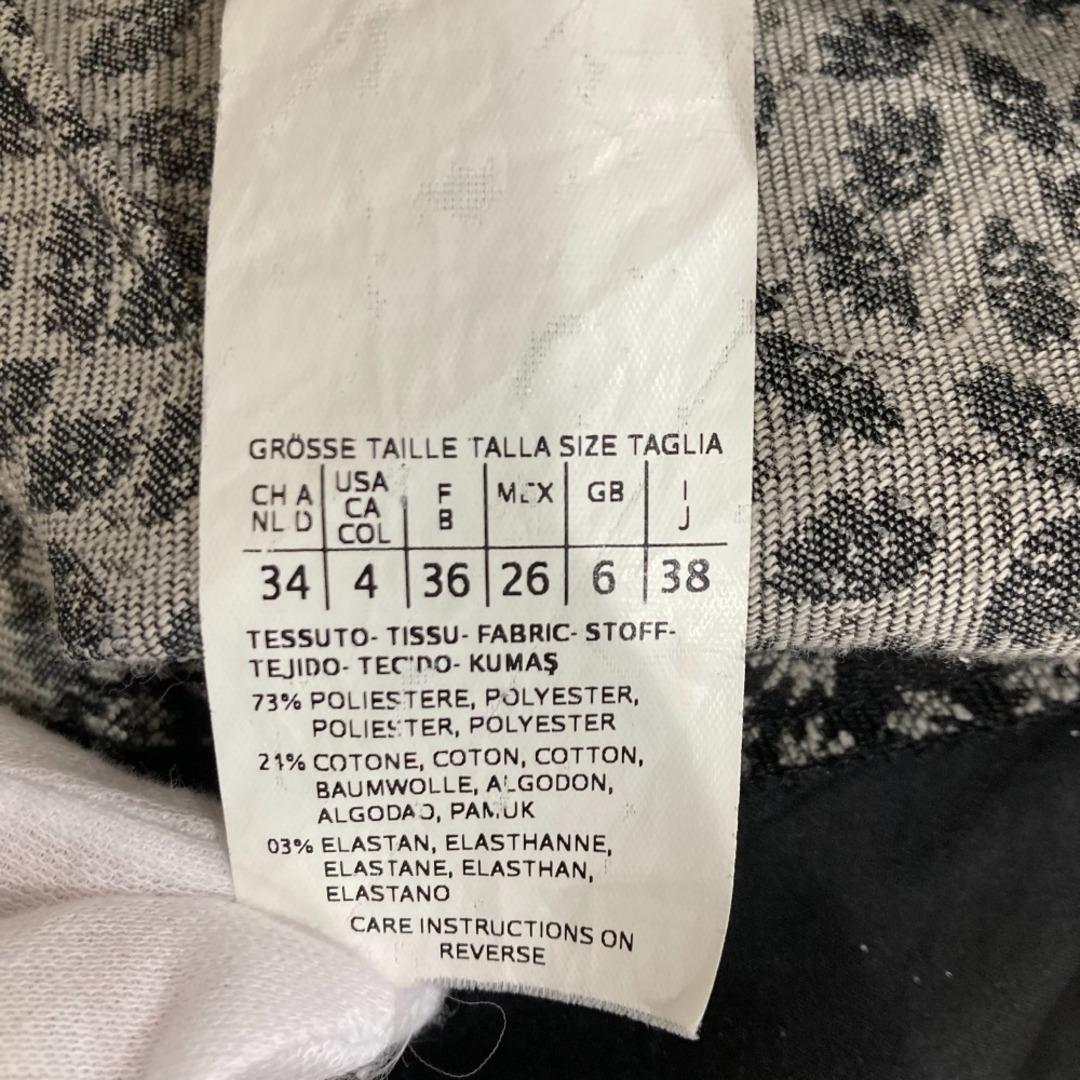 GRÖSSE TAILLE TALLA SIZE TAGLIA
CH A NL D | USA CA COL | F B | MEX | GB | I J
34 | 4 | 36 | 26 | 6 | 38
TESSUTO- TISSU- FABRIC- STOFF-
TEJIDO- TECIDO- KUMAŞ
73% POLIESTERE, POLYESTER,
POLIESTER, POLYESTER
21% COTONE, COTON, COTTON,
BAUMWOLLE, ALGODON,
ALGODAO, PAMUK
03% ELASTAN, ELASTHANNE,
ELASTANE, ELASTHAN,
ELASTANO
CARE INSTRUCTIONS ON
REVERSE